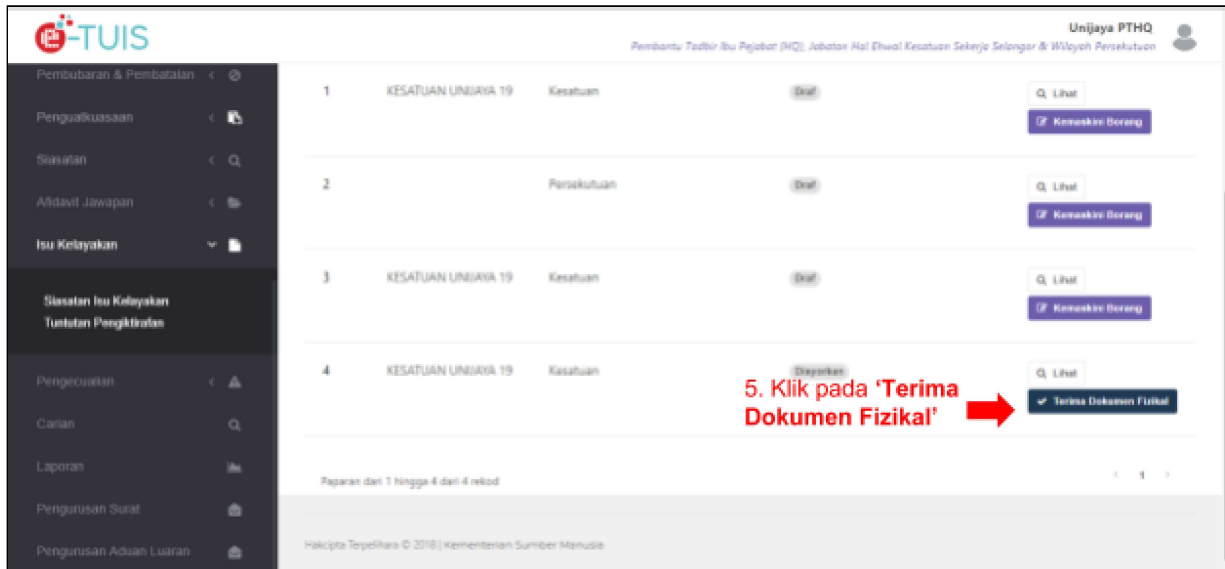 e-TUIS
Unijaya PTHQ
Pembantu Tadbir Ibu Pejabat (HQ), Jabatan Hal Ehwal Kesatuan Sekerja Selangor & Wilayah Persekutuan
Pembubaran & Pembatalan
Penguatkuasaan
Siasatan
Afidavit Jawapan
Isu Kelayakan
Siasatan Isu Kelayakan
Tuntutan Pengiktirafan
Pengecualian
Carian
Laporan
Pengurusan Surat
Pengurusan Aduan Luaran
1 KESATUAN UNIJAYA 19 Kesatuan Draf Lihat
Kemaskini Borang
2 Persekutuan Draf Lihat
Kemaskini Borang
3 KESATUAN UNIJAYA 19 Kesatuan Draf Lihat
Kemaskini Borang
4 KESATUAN UNIJAYA 19 Kesatuan Lihat
5. Klik pada ‘Terima
Dokumen Fizikal’
Terima Dokumen Fizikal
Paparan dari 1 hingga 4 dari 4 rekod
< 1 >
Hakcipta Terpelihara © 2018 | Kementerian Sumber Manusia